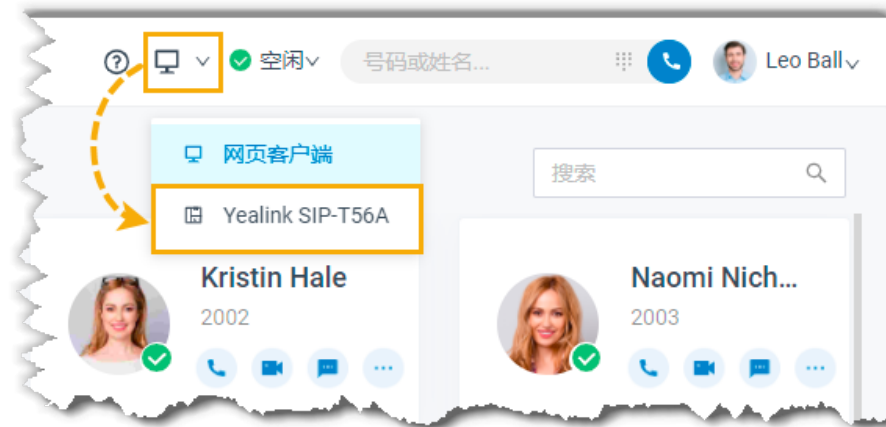 空闲
号码或姓名...
Leo Ball
网页客户端
搜索
Yealink SIP-T56A
Kristin Hale
2002
Naomi Nich...
2003